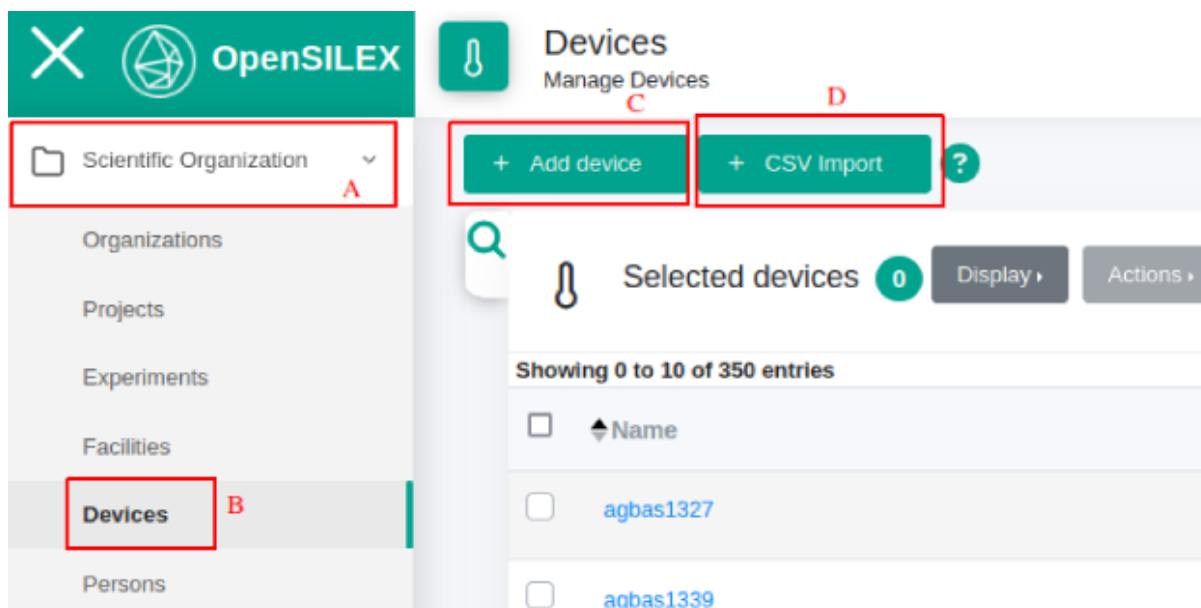 OpenSILEX
Devices
Manage Devices
C
D
Scientific Organization
A
+ Add device
+ CSV Import
?
Organizations
Projects
Experiments
Facilities
Devices
B
Persons
Selected devices 0 Display Actions
Showing 0 to 10 of 350 entries
Name
agbas1327
agbas1339